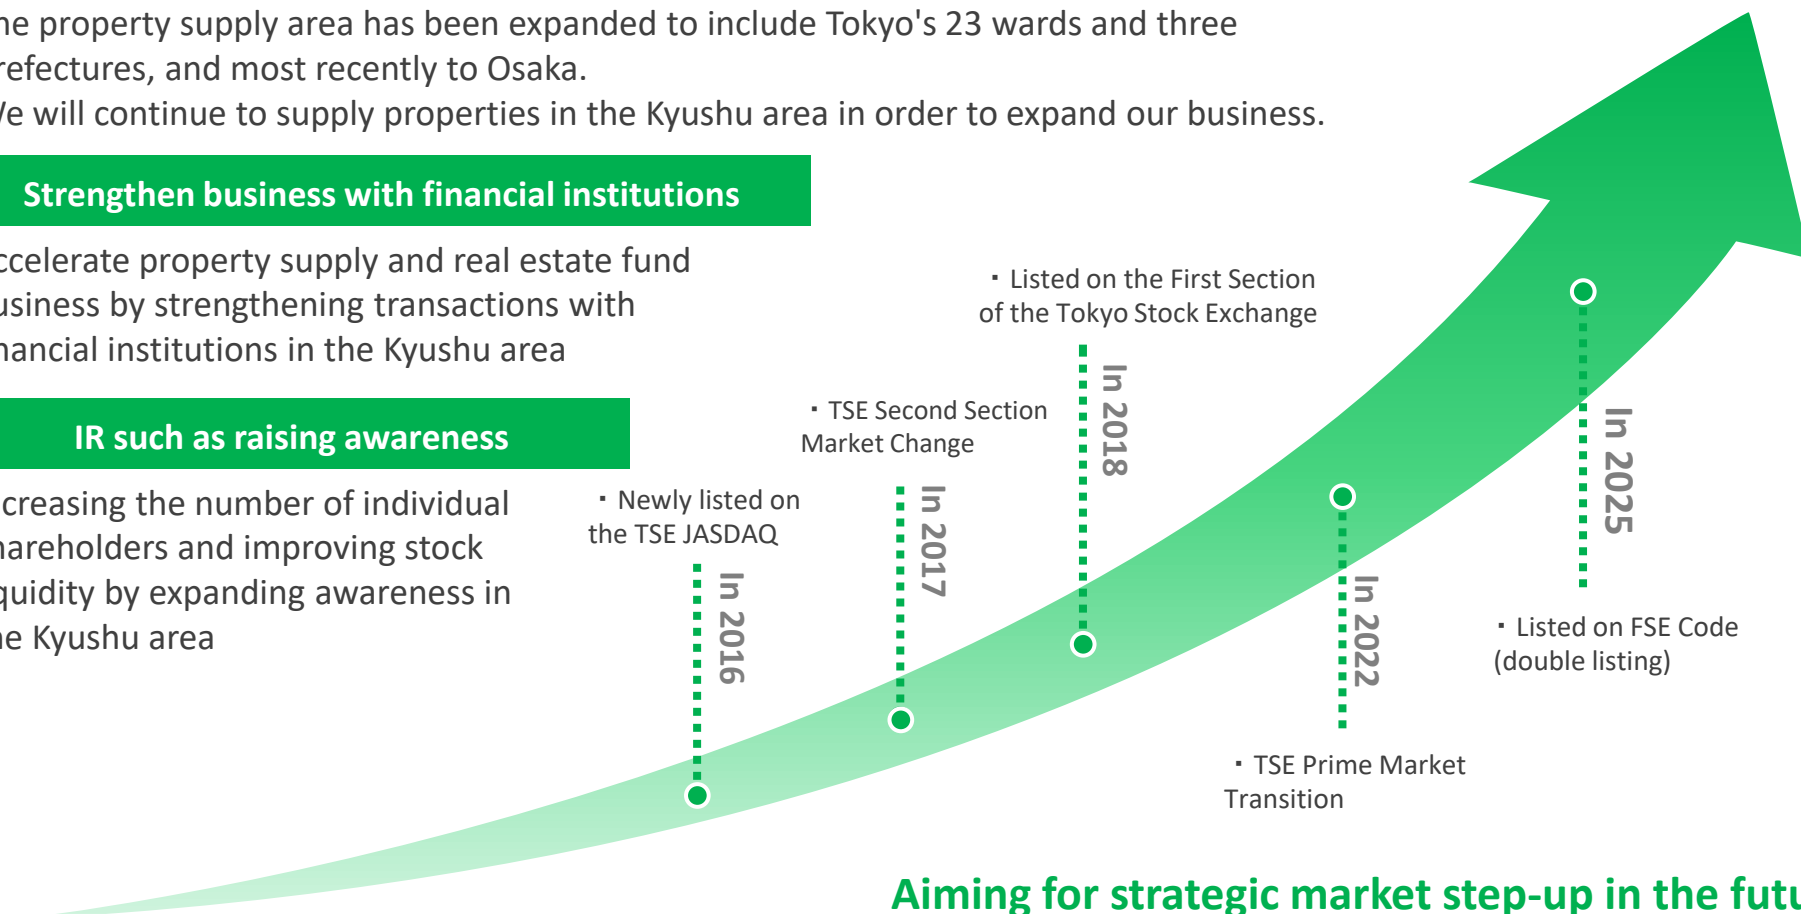 he property supply area has been expanded to include Tokyo's 23 wards and three
refectures, and most recently to Osaka.
We will continue to supply properties in the Kyushu area in order to expand our business.
Strengthen business with financial institutions
ccelerate property supply and real estate fund
usiness by strengthening transactions with
nancial institutions in the Kyushu area
IR such as raising awareness
creasing the number of individual
hareholders and improving stock
quidity by expanding awareness in
he Kyushu area
・Newly listed on
the TSE JASDAQ
In 2016
・TSE Second Section
Market Change
In 2017
・Listed on the First Section
of the Tokyo Stock Exchange
In 2018
In 2022
・TSE Prime Market
Transition
In 2025
・Listed on FSE Code
(double listing)
Aiming for strategic market step-up in the futu